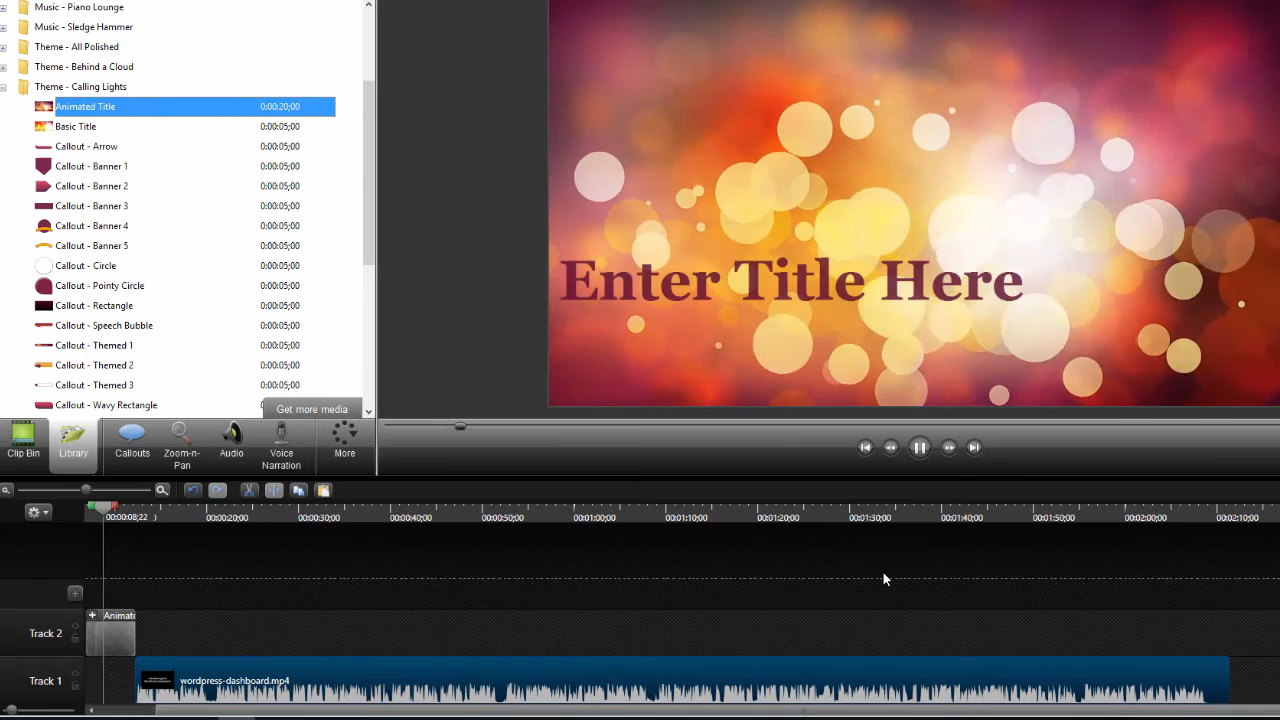 Music - Piano Lounge
Music - Sledge Hammer
Theme - All Polished
Theme - Behind a Cloud
Theme - Calling Lights
Animated Title 0:00:20;00
Basic Title 0:00:05;00
Callout - Arrow 0:00:05;00
Callout - Banner 1 0:00:05;00
Callout - Banner 2 0:00:05;00
Callout - Banner 3 0:00:05;00
Callout - Banner 4 0:00:05;00
Callout - Banner 5 0:00:05;00
Callout - Circle 0:00:05;00
Callout - Pointy Circle 0:00:05;00
Callout - Rectangle 0:00:05;00
Callout - Speech Bubble 0:00:05;00
Callout - Themed 1 0:00:05;00
Callout - Themed 2 0:00:05;00
Callout - Themed 3 0:00:05;00
Callout - Wavy Rectangle
Get more media
Enter Title Here
Clip Bin Library Callouts Zoom-n-Pan Audio Voice Narration More
00:00:08;22 00:00:20;00 00:00:30;00 00:00:40;00 00:00:50;00 00:01:00;00 00:01:10;00 00:01:20;00 00:01:30;00 00:01:40;00 00:01:50;00 00:02:00;00 00:02:10;00
Animate
Track 2
Track 1
wordpress-dashboard.mp4